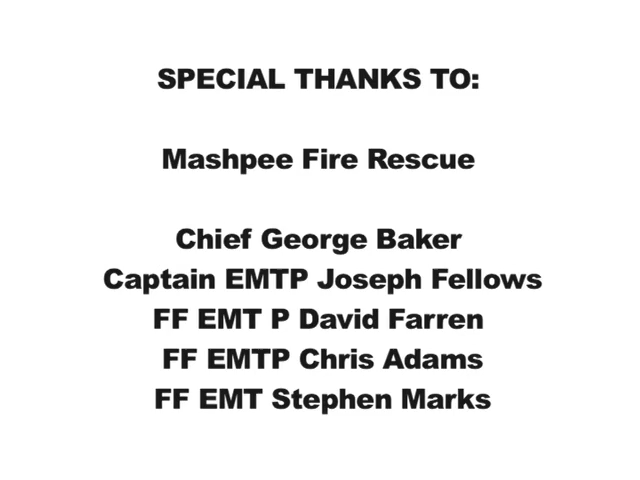 SPECIAL THANKS TO:
Mashpee Fire Rescue
Chief George Baker
Captain EMTP Joseph Fellows
FF EMT P David Farren
FF EMTP Chris Adams
FF EMT Stephen Marks